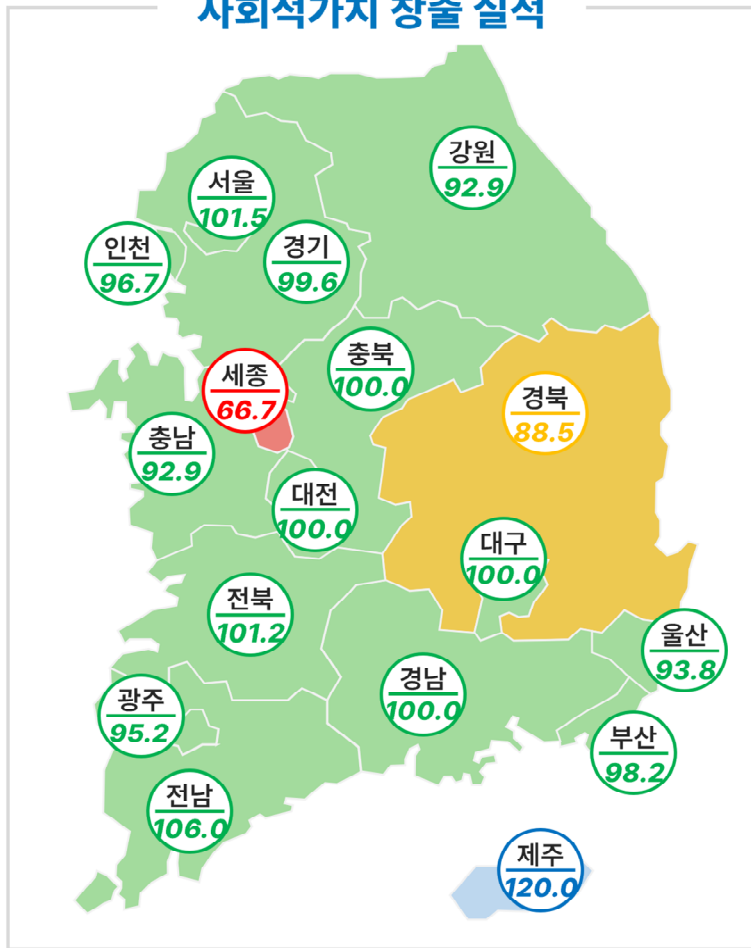 사회적가치 창출 실적
강원
92.9
서울
101.5
인천
96.7
경기
99.6
충북
100.0
세종
66.7
경북
88.5
충남
92.9
대전
100.0
대구
100.0
전북
101.2
울산
93.8
경남
100.0
광주
95.2
부산
98.2
전남
106.0
제주
120.0